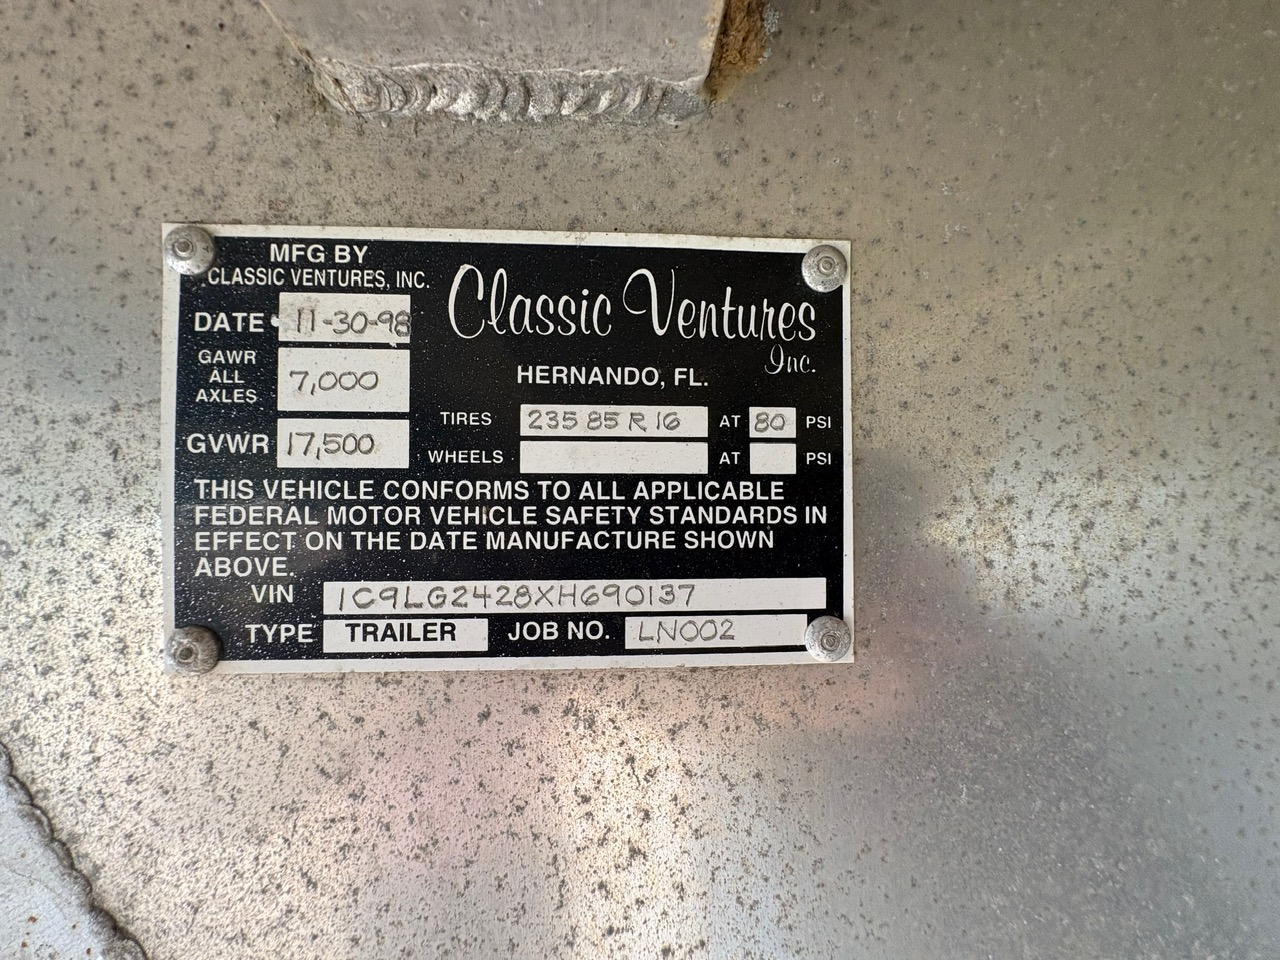 MFG BY
CLASSIC VENTURES, INC.
Classic Ventures
Inc.
HERNANDO, FL.
DATE 11-30-98
GAWR
ALL
AXLES 7,000
GVWR 17,500
TIRES 235 85 R 16 AT 80 PSI
WHEELS AT PSI
THIS VEHICLE CONFORMS TO ALL APPLICABLE
FEDERAL MOTOR VEHICLE SAFETY STANDARDS IN
EFFECT ON THE DATE MANUFACTURE SHOWN
ABOVE.
VIN 1C9LG2428XH690137
TYPE TRAILER JOB NO. LN002